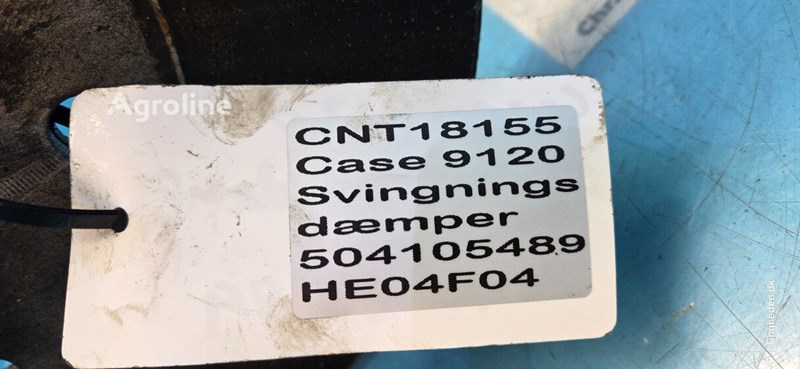 Agroline
CNT18155
Case 9120
Svingnings
dæmper
504105489
HE04F04